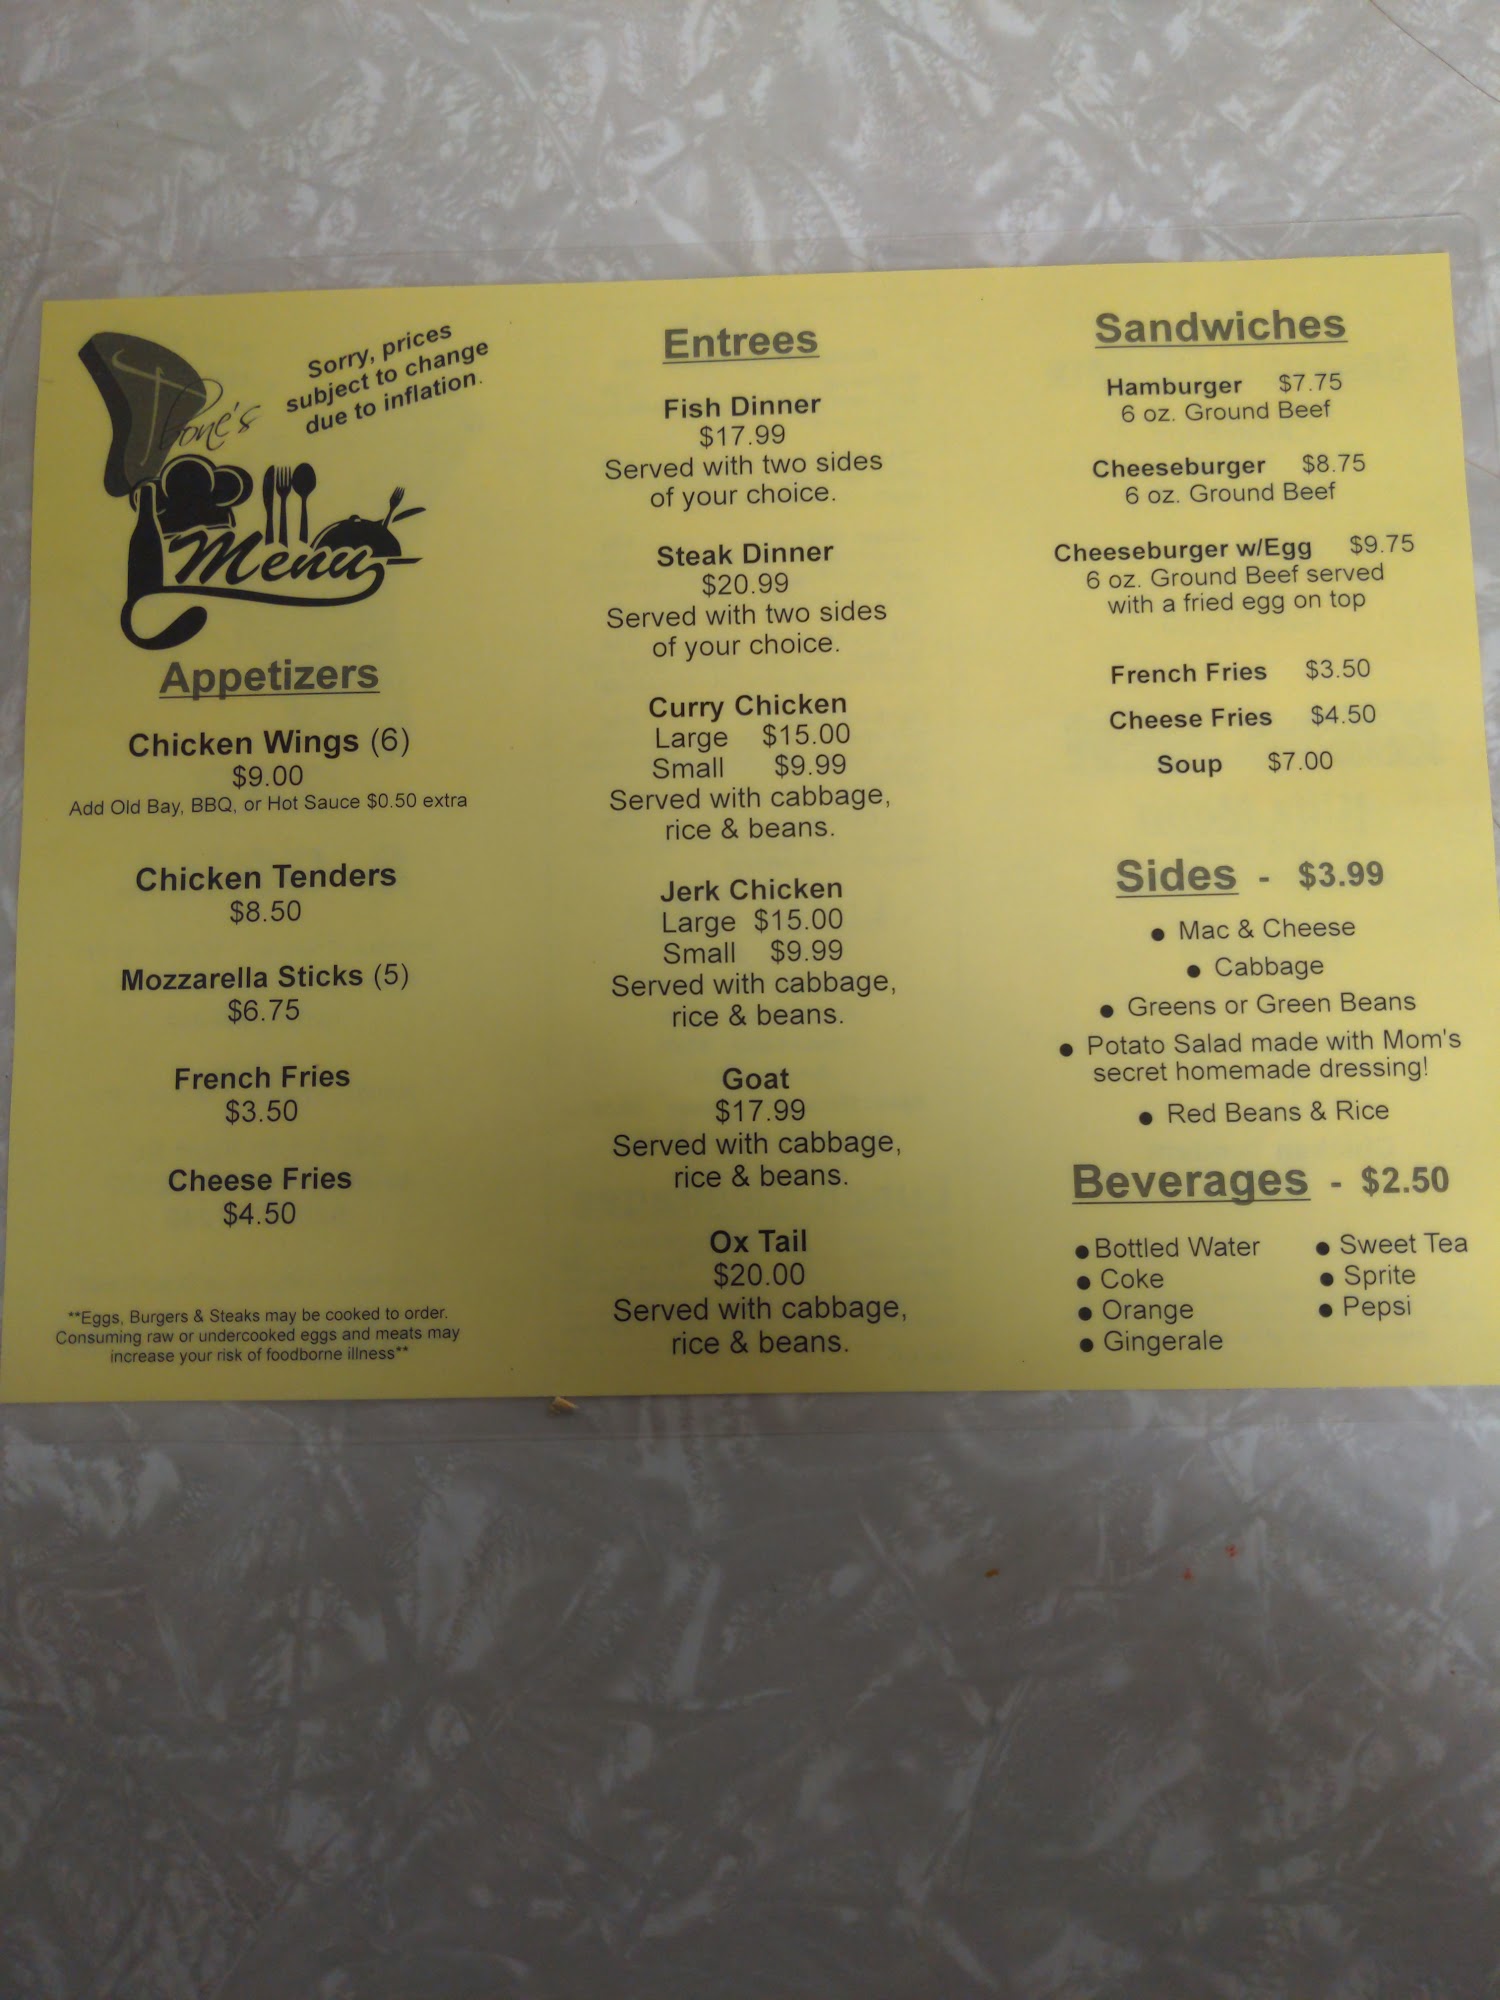 Tbone's
Sorry, prices
subject to change
due to inflation.
Menu
Appetizers
Chicken Wings (6)
$9.00
Add Old Bay, BBQ, or Hot Sauce $0.50 extra
Chicken Tenders
$8.50
Mozzarella Sticks (5)
$6.75
French Fries
$3.50
Cheese Fries
$4.50
**Eggs, Burgers & Steaks may be cooked to order.
Consuming raw or undercooked eggs and meats may
increase your risk of foodborne illness**
Entrees
Fish Dinner
$17.99
Served with two sides
of your choice.
Steak Dinner
$20.99
Served with two sides
of your choice.
Curry Chicken
Large $15.00
Small $9.99
Served with cabbage,
rice & beans.
Jerk Chicken
Large $15.00
Small $9.99
Served with cabbage,
rice & beans.
Goat
$17.99
Served with cabbage,
rice & beans.
Ox Tail
$20.00
Served with cabbage,
rice & beans.
Sandwiches
Hamburger $7.75
6 oz. Ground Beef
Cheeseburger $8.75
6 oz. Ground Beef
Cheeseburger w/Egg $9.75
6 oz. Ground Beef served
with a fried egg on top
French Fries $3.50
Cheese Fries $4.50
Soup $7.00
Sides - $3.99
● Mac & Cheese
● Cabbage
● Greens or Green Beans
● Potato Salad made with Mom's
secret homemade dressing!
● Red Beans & Rice
Beverages - $2.50
● Bottled Water
● Coke
● Orange
● Gingerale
● Sweet Tea
● Sprite
● Pepsi